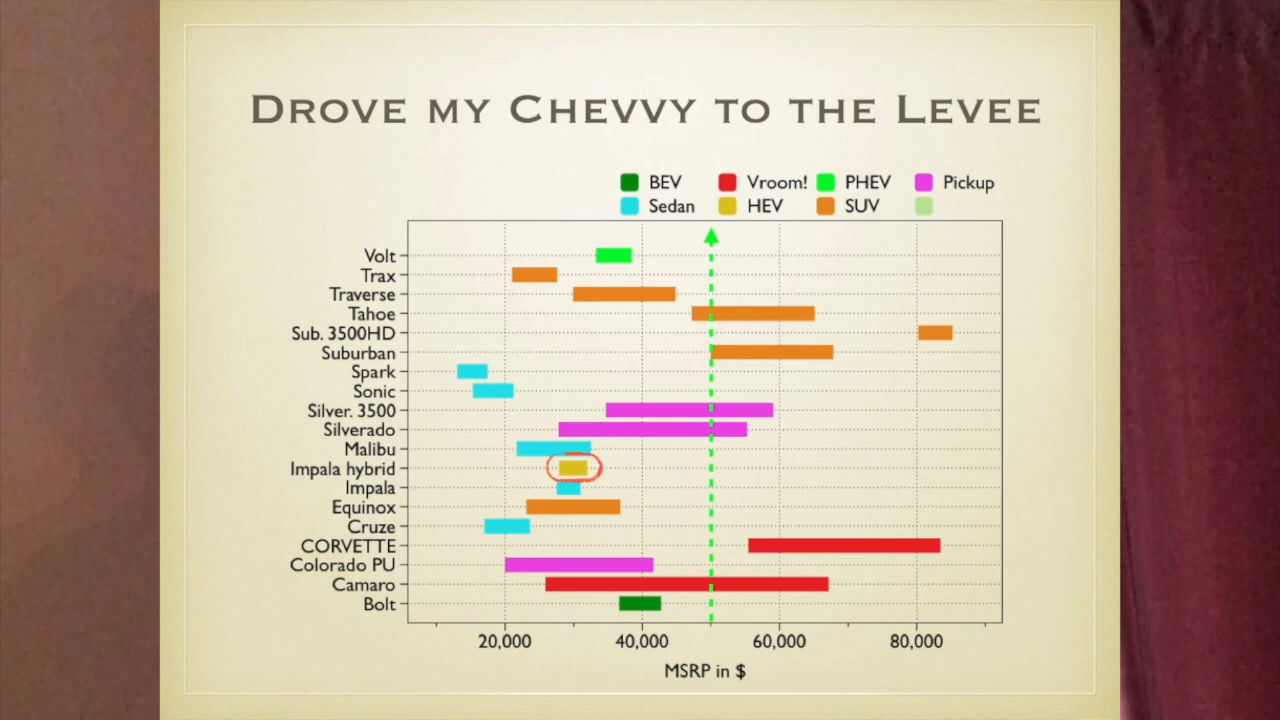 DROVE MY CHEVVY TO THE LEVEE
BEV Vroom! PHEV Pickup
Sedan HEV SUV
Volt
Trax
Traverse
Tahoe
Sub. 3500HD
Suburban
Spark
Sonic
Silver. 3500
Silverado
Malibu
Impala hybrid
Impala
Equinox
Cruze
CORVETTE
Colorado PU
Camaro
Bolt
20,000 40,000 60,000 80,000
MSRP in $